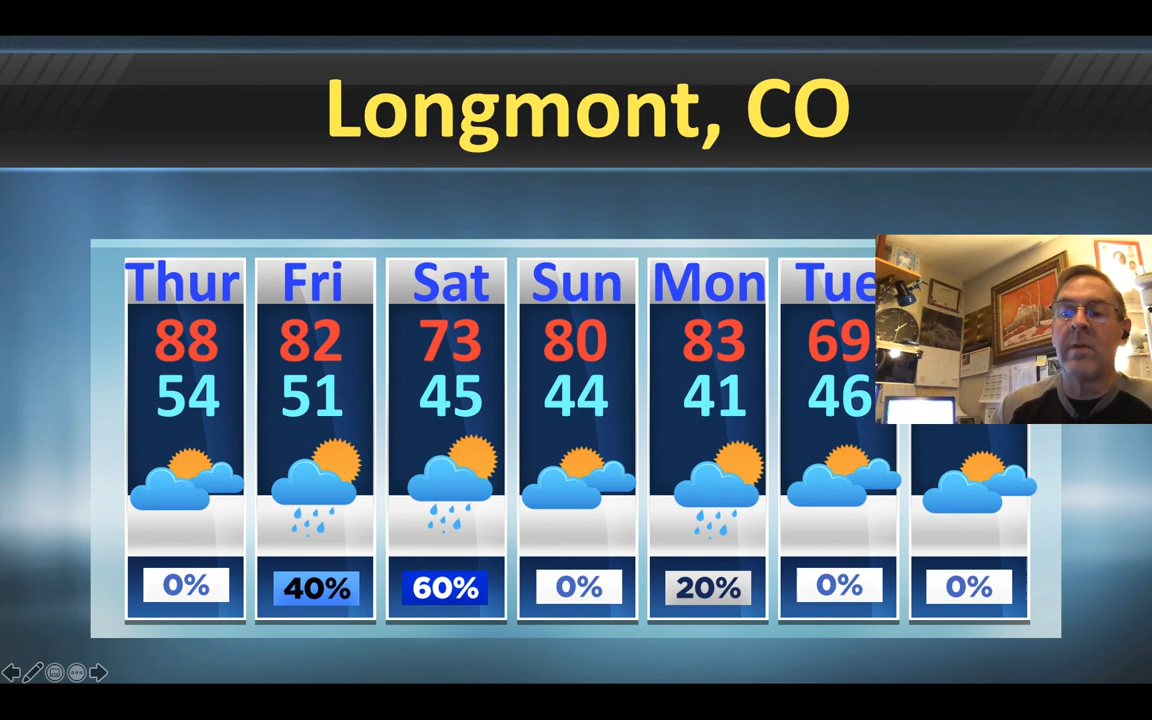 Longmont, CO
Thur Fri Sat Sun Mon Tue
88 82 73 80 83 69
54 51 45 44 41 46
0% 40% 60% 0% 20% 0% 0%